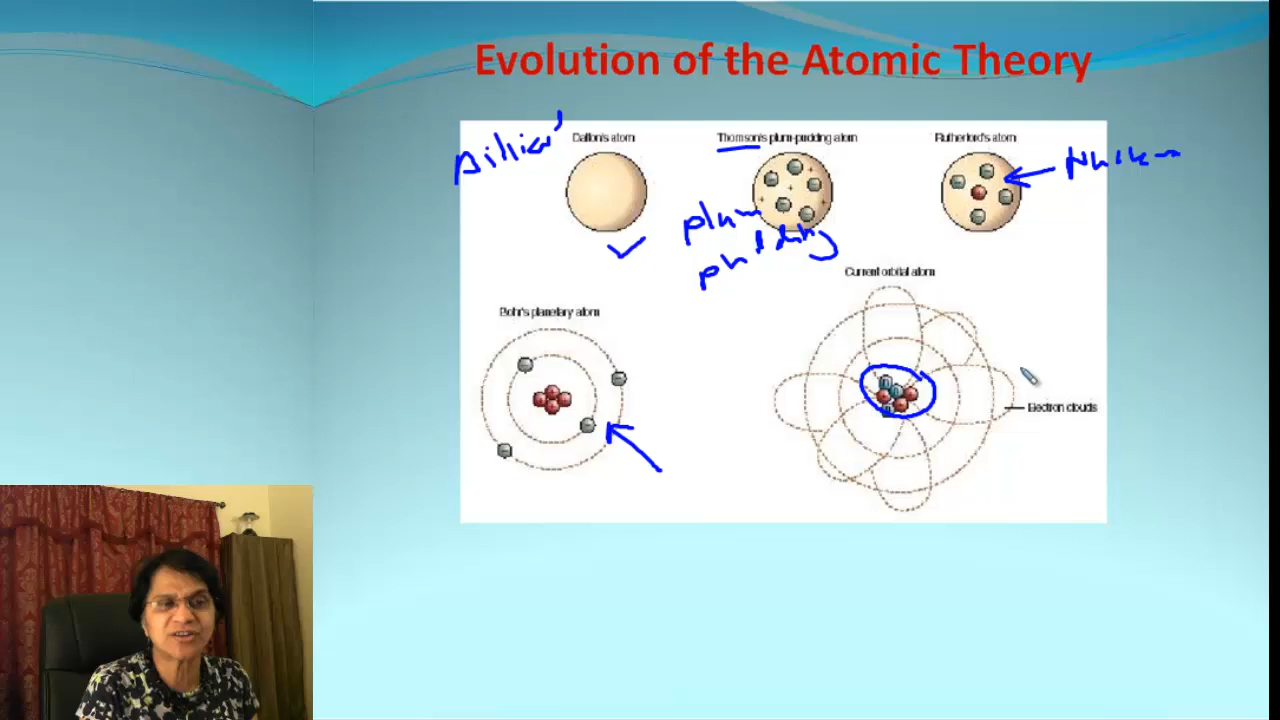 Evolution of the Atomic Theory
Dalton's atom
Thomson's plum-pudding atom
Rutherford's atom
plum
Current orbital atom
Bohr's planetary atom
Electron clouds